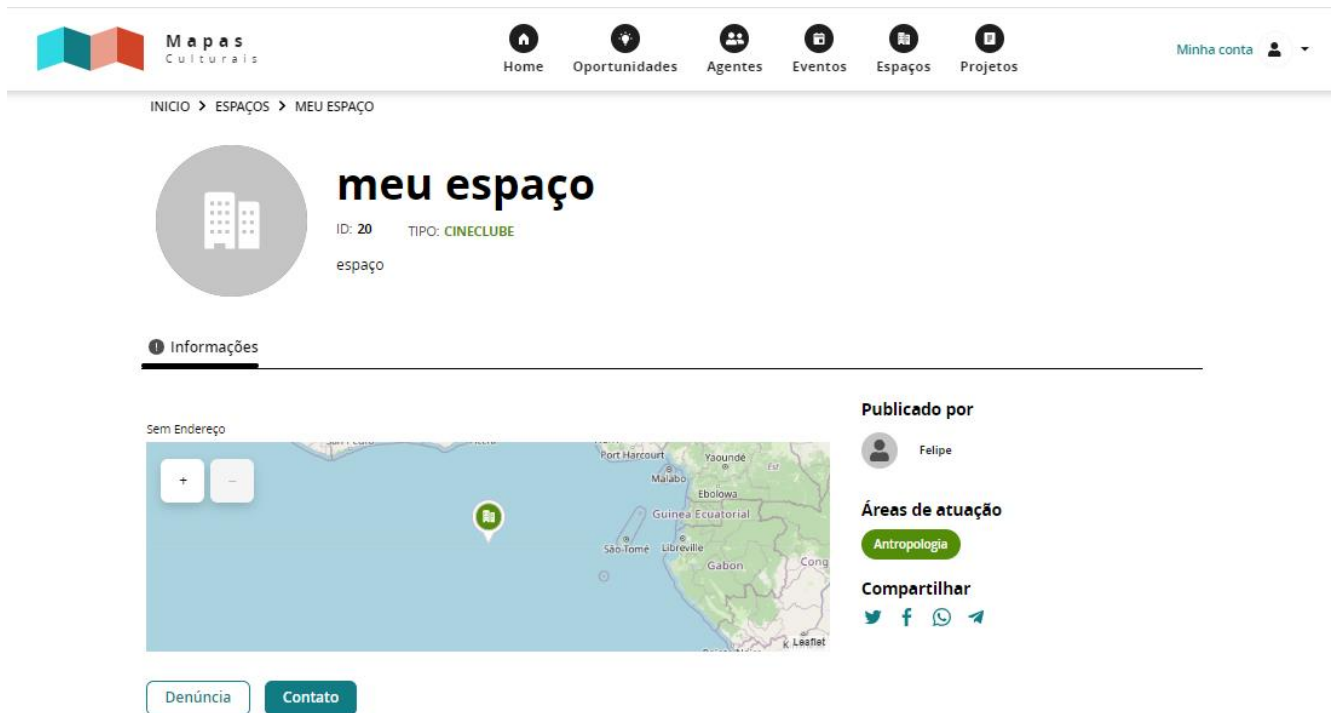 Mapas
Culturais
Home
Oportunidades
Agentes
Eventos
Espaços
Projetos
Minha conta
INICIO > ESPAÇOS > MEU ESPAÇO
meu espaço
ID: 20 TIPO: CINECLUBE
espaço
Informações
Sem Endereço
+
−
Port Harcourt
Yaoundé
Est
Malabo
Ebolowa
Guinea Ecuatorial
São Tomé
Libreville
Gabon
Cong
Leaflet
Publicado por
Felipe
Áreas de atuação
Antropologia
Compartilhar
Denúncia
Contato